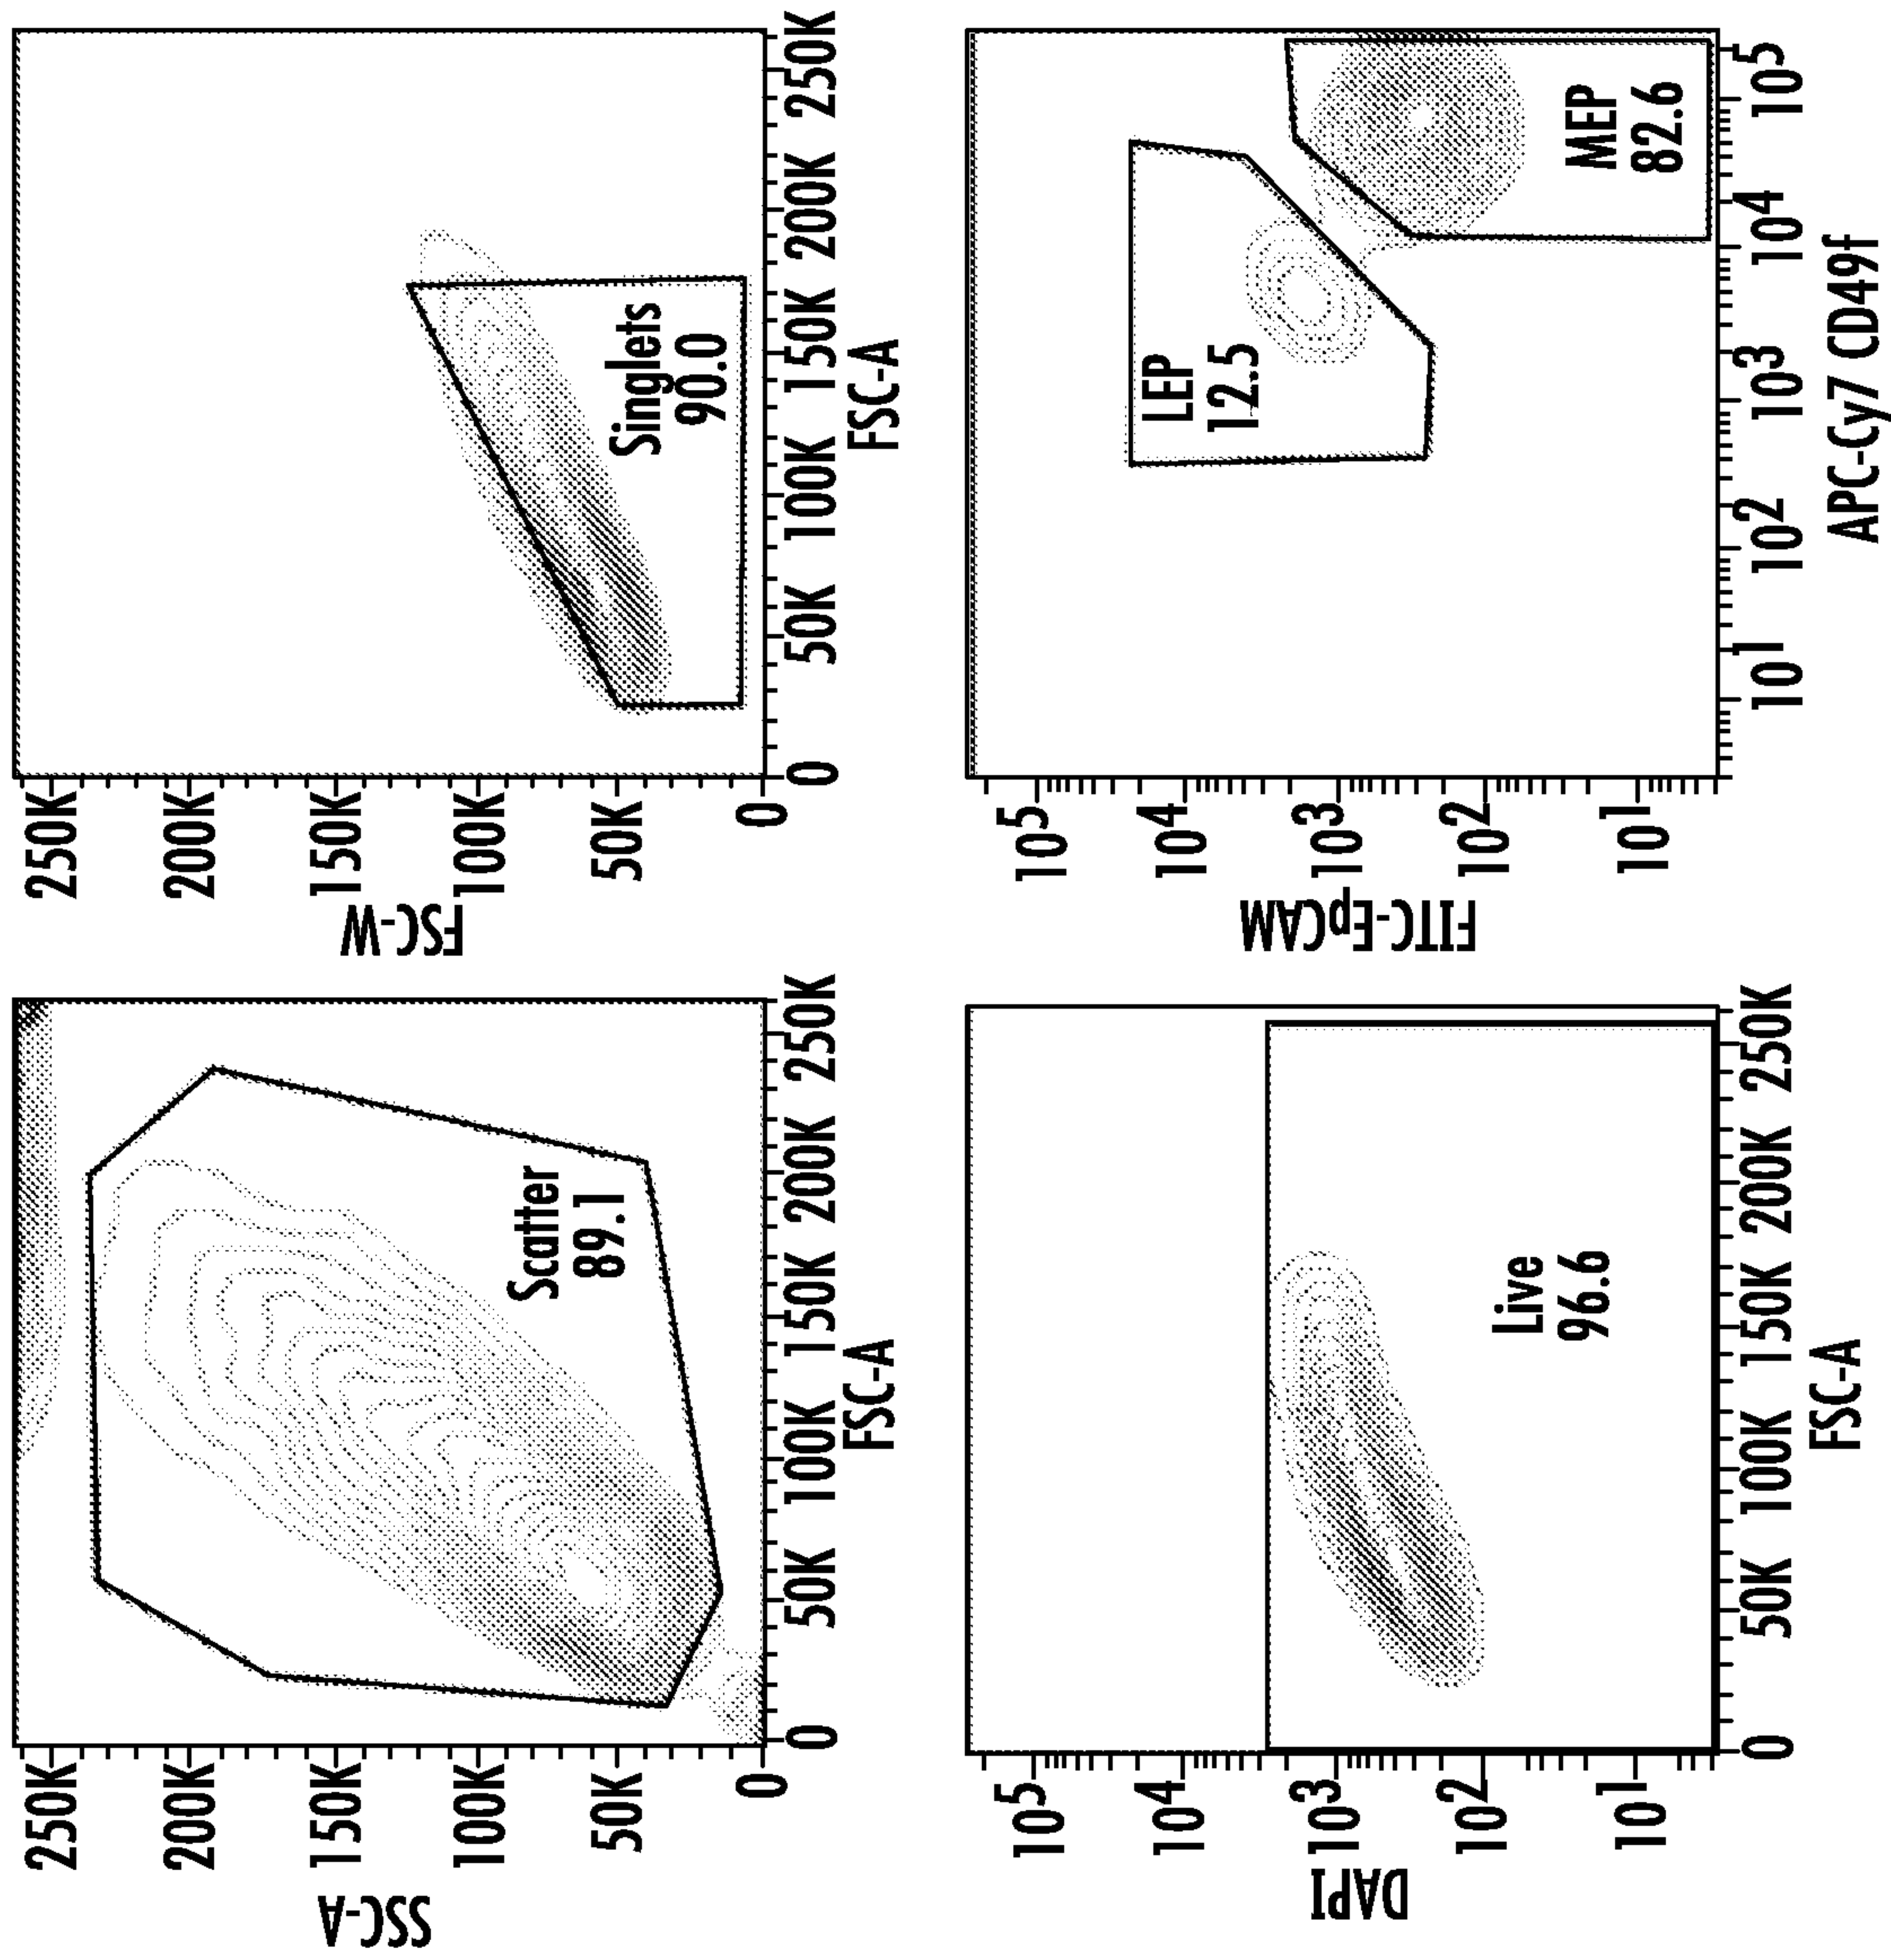 SSC-A
250K
200K
150K
100K
50K
0
Scatter
89.1
0 50K 100K 150K 200K 250K
FSC-A
FSC-W
250K
200K
150K
100K
50K
0
Singlets
90.0
0 50K 100K 150K 200K 250K
FSC-A
DAPI
10^5
10^4
10^3
10^2
10^1
Live
96.6
0 50K 100K 150K 200K 250K
FSC-A
FITC-EpCAM
10^5
10^4
10^3
10^2
10^1
LEP
12.5
MEP
82.6
10^1 10^2 10^3 10^4 10^5
APC-Cy7 CD49f